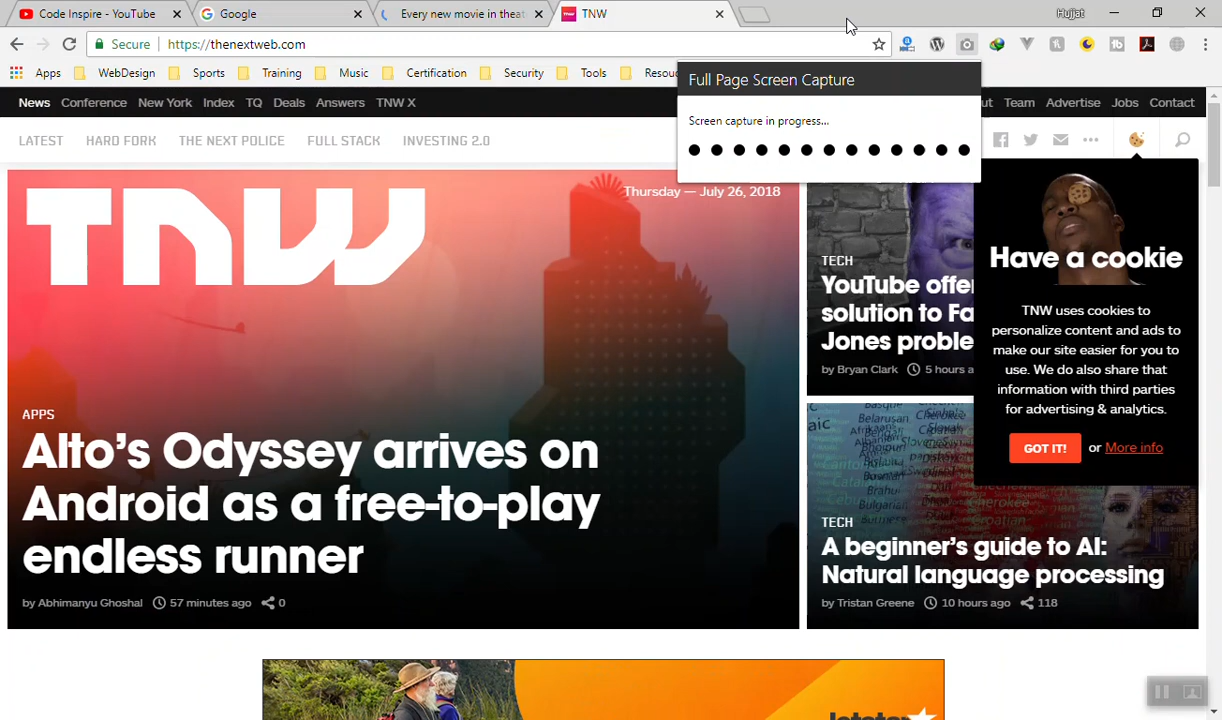 Code Inspire - YouTube
Google
Every new movie in theat
TNW
Hujjat
Secure
https://thenextweb.com
Apps
WebDesign
Sports
Training
Music
Certification
Security
Tools
Resou
Full Page Screen Capture
Screen capture in progress...
News Conference New York Index TQ Deals Answers TNW X
ut Team Advertise Jobs Contact
LATEST HARD FORK THE NEXT POLICE FULL STACK INVESTING 2.0
Thursday — July 26, 2018
TNW
APPS
Alto's Odyssey arrives on
Android as a free-to-play
endless runner
by Abhimanyu Ghoshal 57 minutes ago 0
TECH
YouTube offe
solution to Fa
Jones proble
by Bryan Clark 5 hours a
Have a cookie
TNW uses cookies to
personalize content and ads to
make our site easier for you to
use. We do also share that
information with third parties
for advertising & analytics.
GOT IT! or More info
Belarusian
Bulgarian
Cherokee
Croatian
TECH
A beginner's guide to AI:
Natural language processing
by Tristan Greene 10 hours ago 118